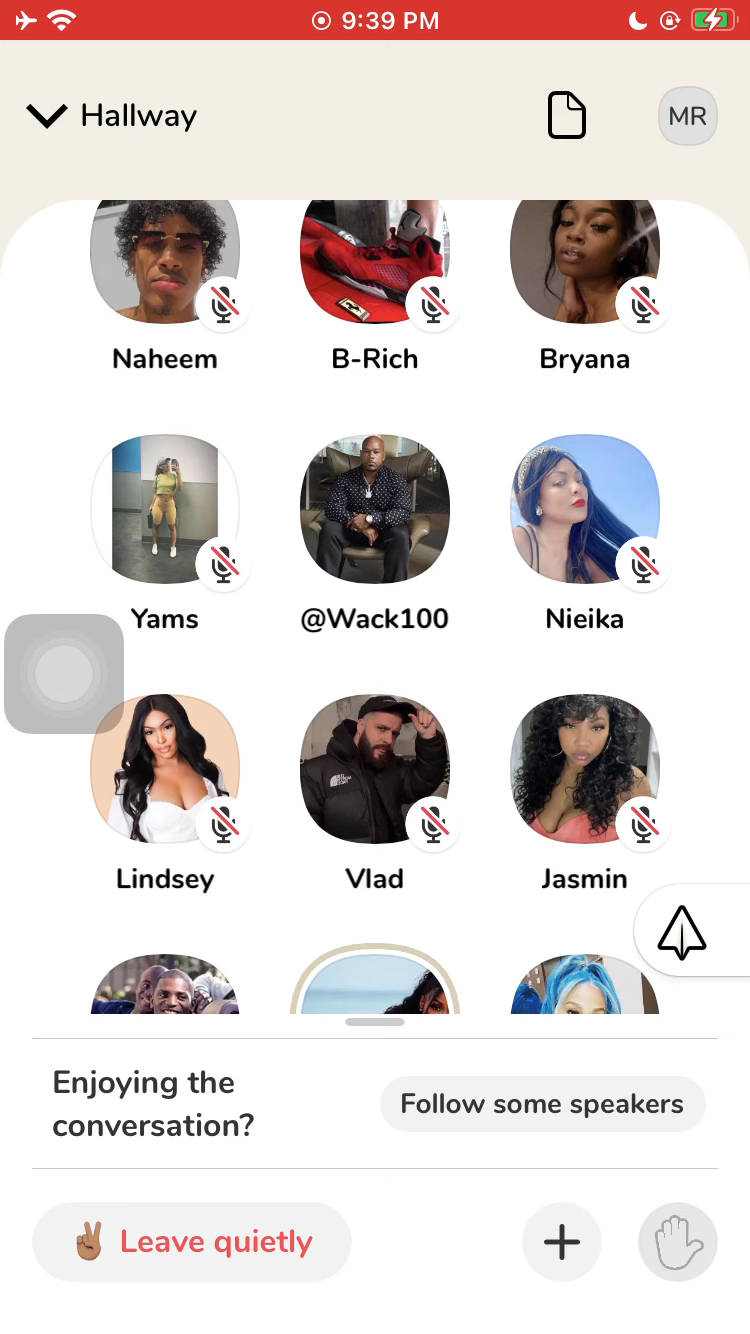 9:39 PM
Hallway
MR
Naheem
B-Rich
Bryana
Yams
@Wack100
Nieika
Lindsey
Vlad
Jasmin
Enjoying the
conversation?
Follow some speakers
Leave quietly